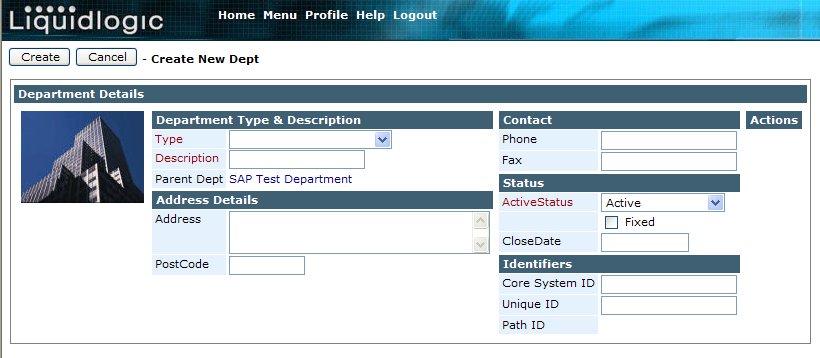 Liquidlogic
Home Menu Profile Help Logout
Create Cancel - Create New Dept
Department Details
Department Type & Description
Type
Description
Parent Dept SAP Test Department
Address Details
Address
PostCode
Contact
Phone
Fax
Status
ActiveStatus Active
Fixed
CloseDate
Identifiers
Core System ID
Unique ID
Path ID
Actions